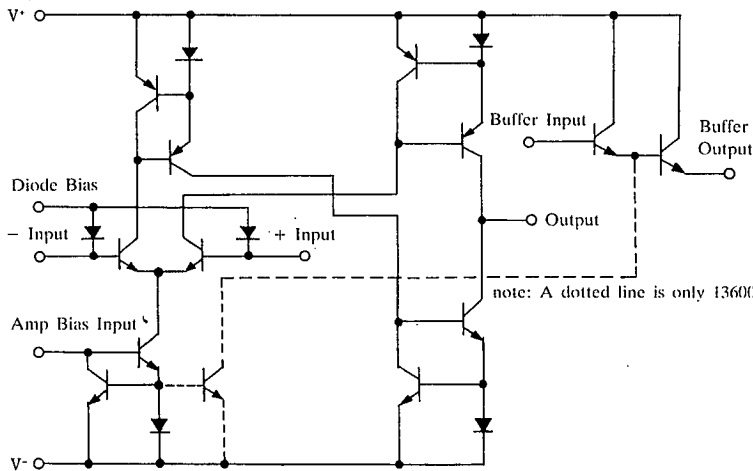 V+
Buffer Input
Buffer
Output
Diode Bias
− Input
+ Input
Output
note: A dotted line is only 13600
Amp Bias Input
V-